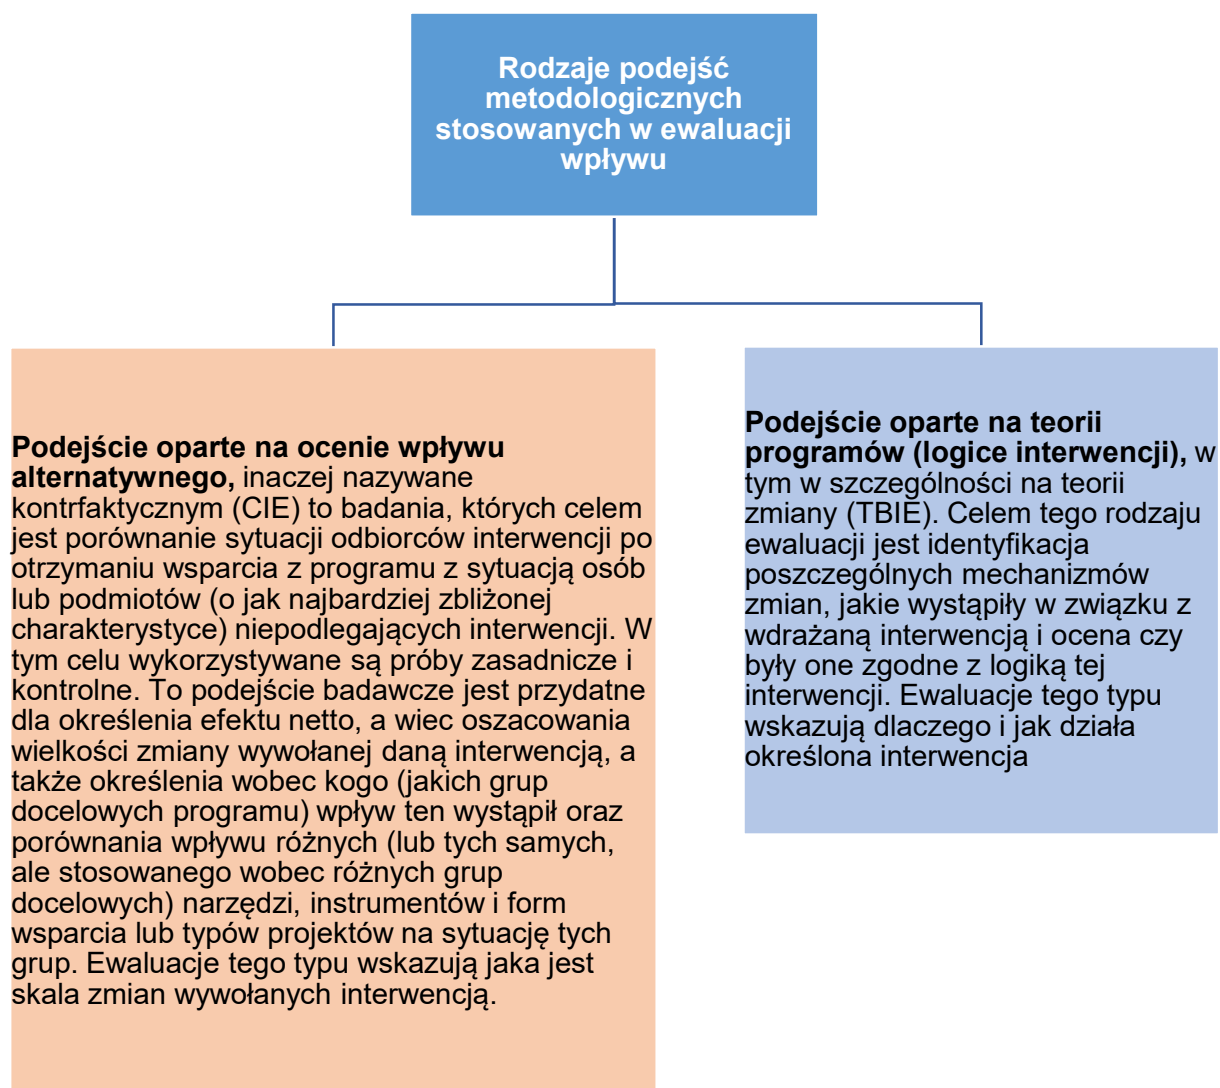 Rodzaje podejść
metodologicznych
stosowanych w ewaluacji
wpływu
Podejście oparte na ocenie wpływu
alternatywnego, inaczej nazywane
kontrfaktycznym (CIE) to badania, których celem
jest porównanie sytuacji odbiorców interwencji po
otrzymaniu wsparcia z programu z sytuacją osób
lub podmiotów (o jak najbardziej zbliżonej
charakterystyce) niepodlegających interwencji. W
tym celu wykorzystywane są próby zasadnicze i
kontrolne. To podejście badawcze jest przydatne
dla określenia efektu netto, a wiec oszacowania
wielkości zmiany wywołanej daną interwencją, a
także określenia wobec kogo (jakich grup
docelowych programu) wpływ ten wystąpił oraz
porównania wpływu różnych (lub tych samych,
ale stosowanego wobec różnych grup
docelowych) narzędzi, instrumentów i form
wsparcia lub typów projektów na sytuację tych
grup. Ewaluacje tego typu wskazują jaka jest
skala zmian wywołanych interwencją.
Podejście oparte na teorii
programów (logice interwencji), w
tym w szczególności na teorii
zmiany (TBIE). Celem tego rodzaju
ewaluacji jest identyfikacja
poszczególnych mechanizmów
zmian, jakie wystąpiły w związku z
wdrażaną interwencją i ocena czy
były one zgodne z logiką tej
interwencji. Ewaluacje tego typu
wskazują dlaczego i jak działa
określona interwencja